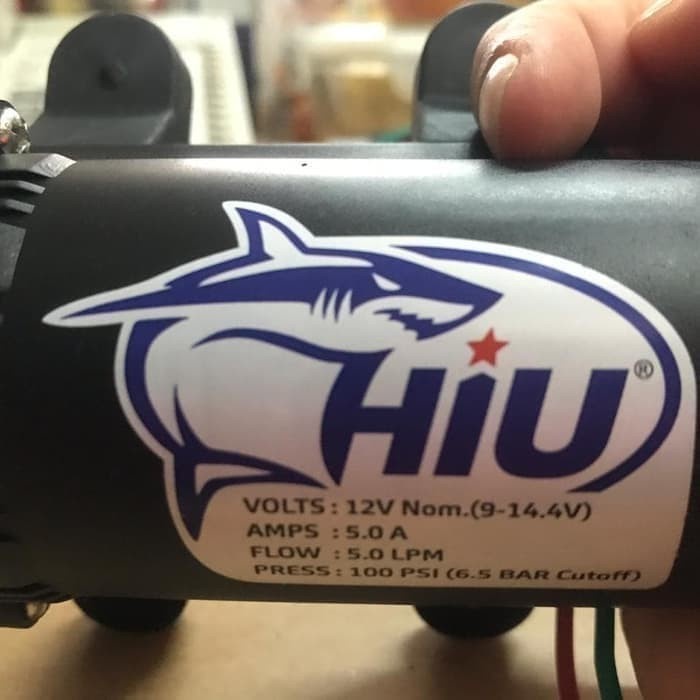 HiU®
VOLTS : 12V Nom.(9-14.4V)
AMPS : 5.0 A
FLOW : 5.0 LPM
PRESS : 100 PSI (6.5 BAR Cutoff)